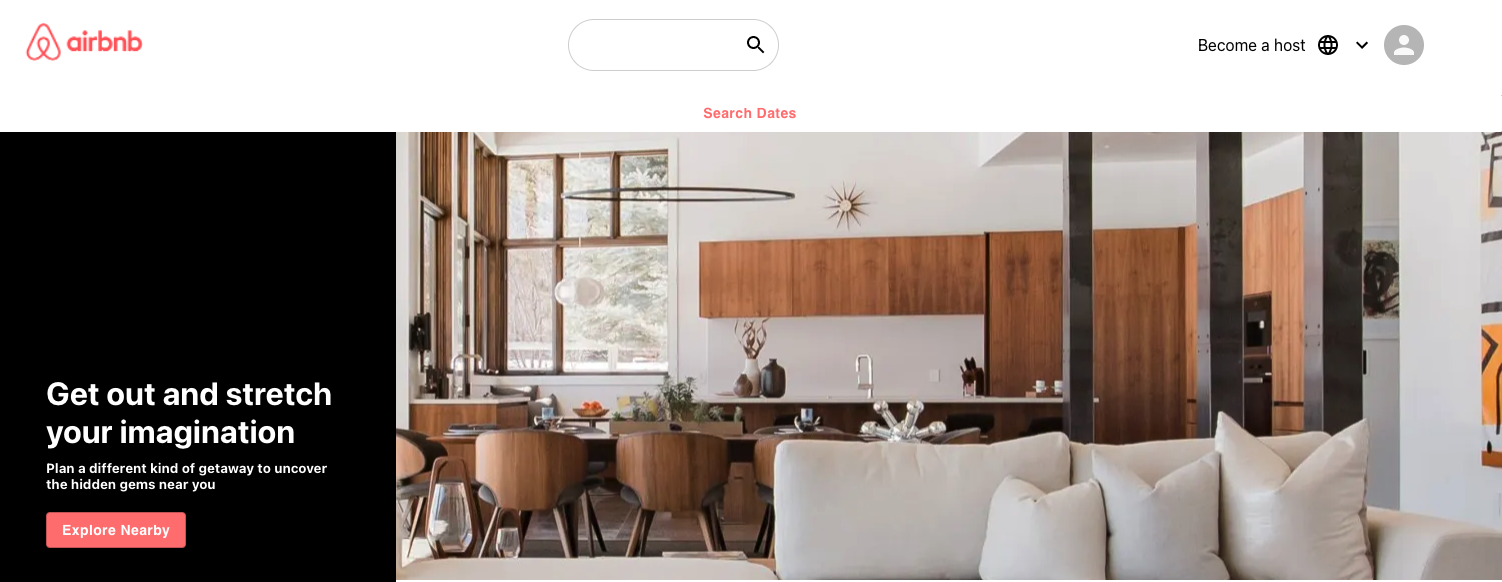 airbnb
Become a host
Search Dates
Get out and stretch
your imagination
Plan a different kind of getaway to uncover
the hidden gems near you
Explore Nearby